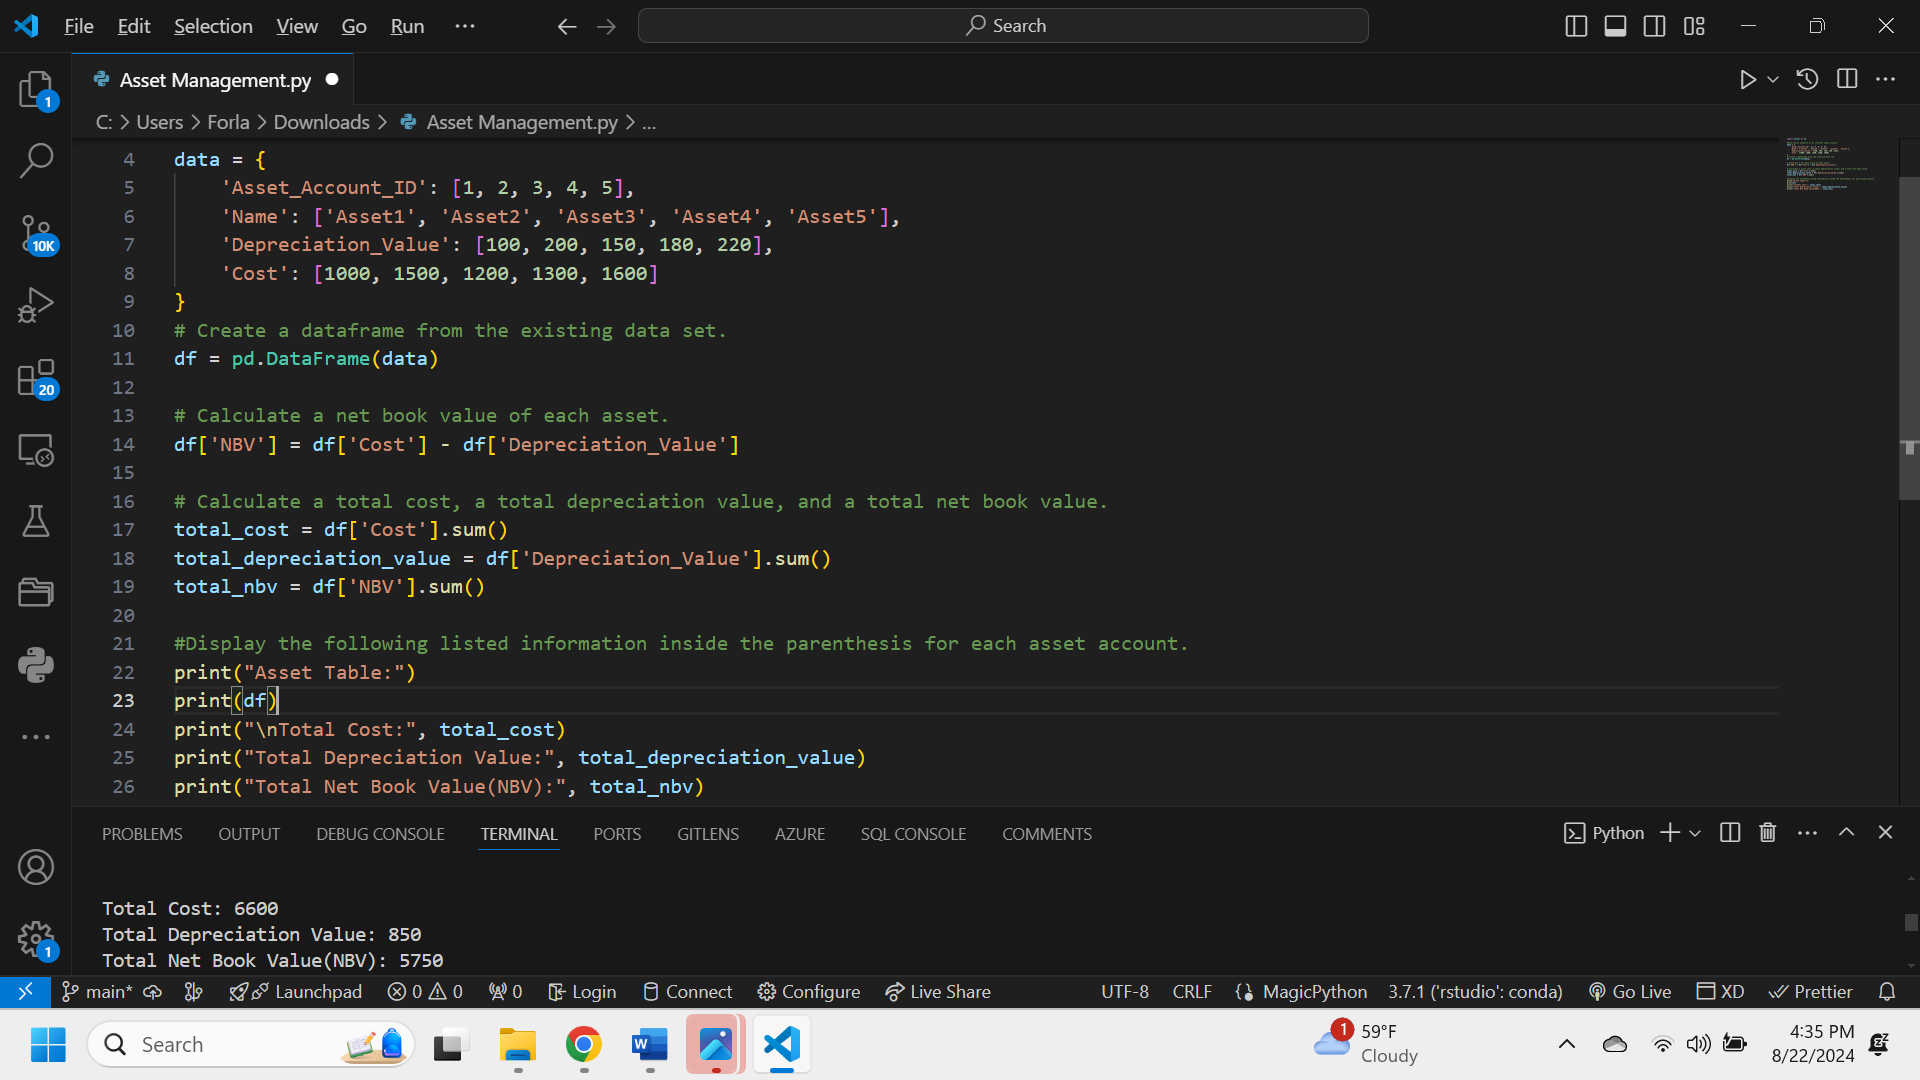 File Edit Selection View Go Run ··· Search
Asset Management.py
C: > Users > Forla > Downloads > Asset Management.py > ...
4 data = {
5 'Asset_Account_ID': [1, 2, 3, 4, 5],
6 'Name': ['Asset1', 'Asset2', 'Asset3', 'Asset4', 'Asset5'],
7 'Depreciation_Value': [100, 200, 150, 180, 220],
8 'Cost': [1000, 1500, 1200, 1300, 1600]
9 }
10 # Create a dataframe from the existing data set.
11 df = pd.DataFrame(data)
12
13 # Calculate a net book value of each asset.
14 df['NBV'] = df['Cost'] - df['Depreciation_Value']
15
16 # Calculate a total cost, a total depreciation value, and a total net book value.
17 total_cost = df['Cost'].sum()
18 total_depreciation_value = df['Depreciation_Value'].sum()
19 total_nbv = df['NBV'].sum()
20
21 #Display the following listed information inside the parenthesis for each asset account.
22 print("Asset Table:")
23 print(df)
24 print("\nTotal Cost:", total_cost)
25 print("Total Depreciation Value:", total_depreciation_value)
26 print("Total Net Book Value(NBV):", total_nbv)
1
10K
20
1
PROBLEMS OUTPUT DEBUG CONSOLE TERMINAL PORTS GITLENS AZURE SQL CONSOLE COMMENTS Python
Total Cost: 6600
Total Depreciation Value: 850
Total Net Book Value(NBV): 5750
main* Launchpad 0 0 0 Login Connect Configure Live Share UTF-8 CRLF MagicPython 3.7.1 ('rstudio': conda) Go Live XD Prettier
Search 1 59°F 4:35 PM
Cloudy 8/22/2024